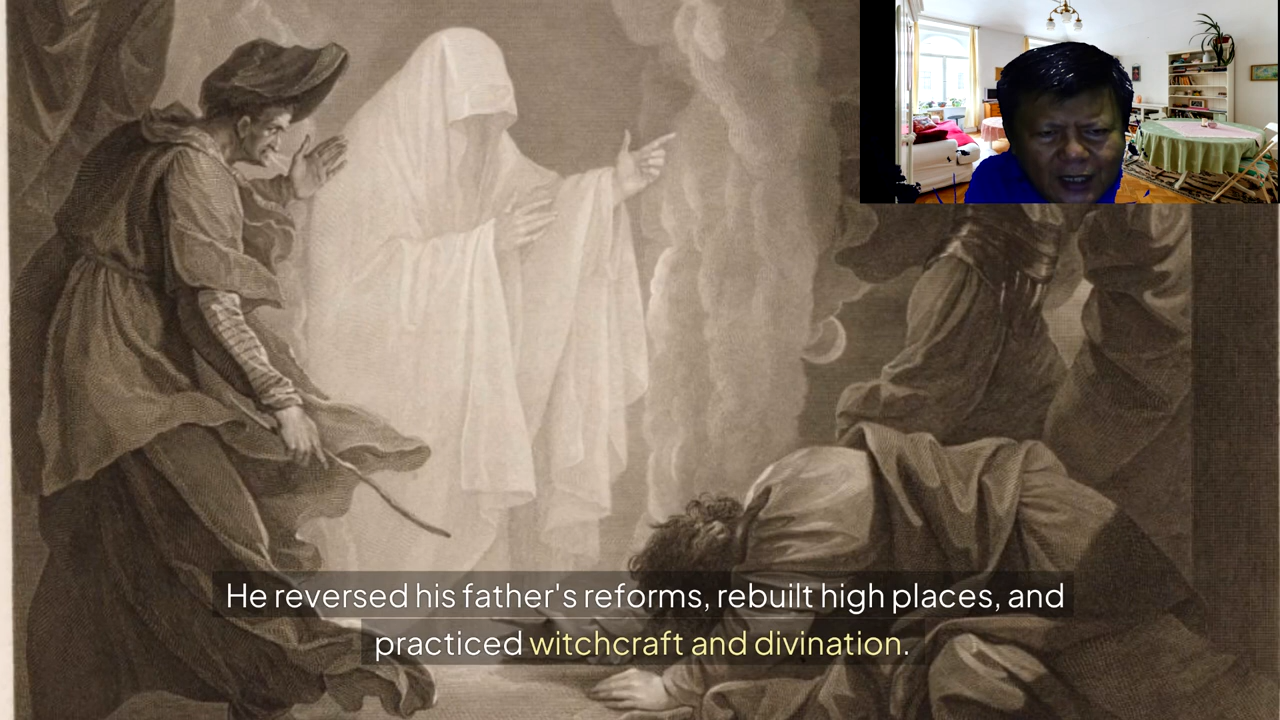 He reversed his father's reforms, rebuilt high places, and
practiced witchcraft and divination.